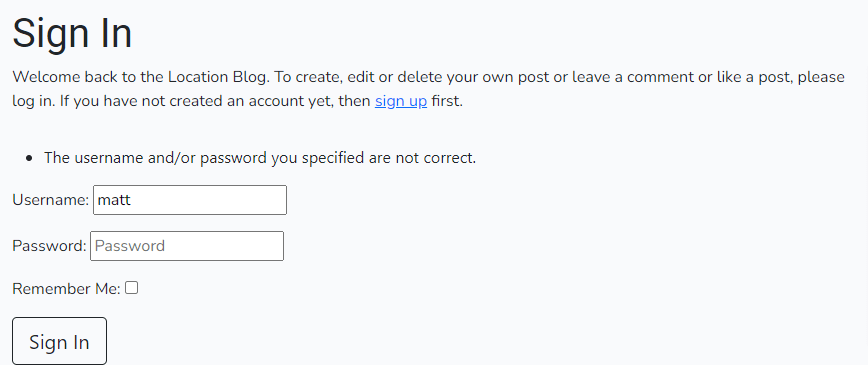 Sign In
Welcome back to the Location Blog. To create, edit or delete your own post or leave a comment or like a post, please
log in. If you have not created an account yet, then sign up first.
• The username and/or password you specified are not correct.
Username: matt
Password: Password
Remember Me:
Sign In